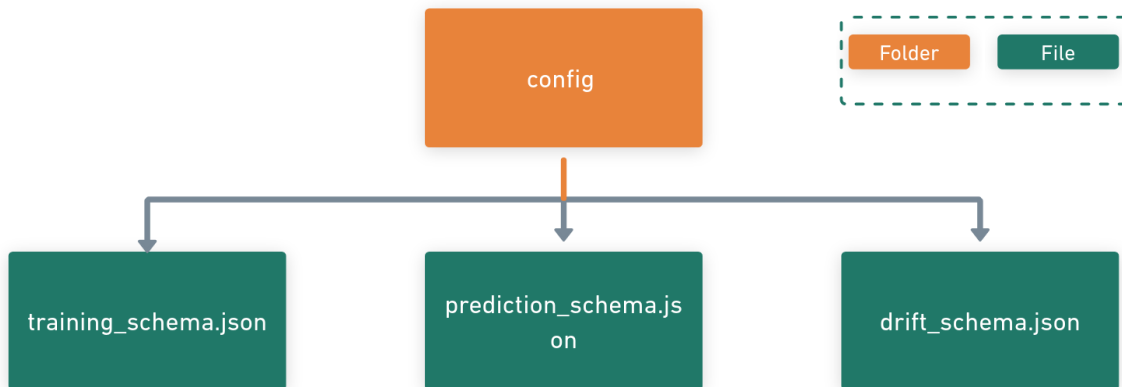 config
Folder
File
training_schema.json
prediction_schema.js
on
drift_schema.json